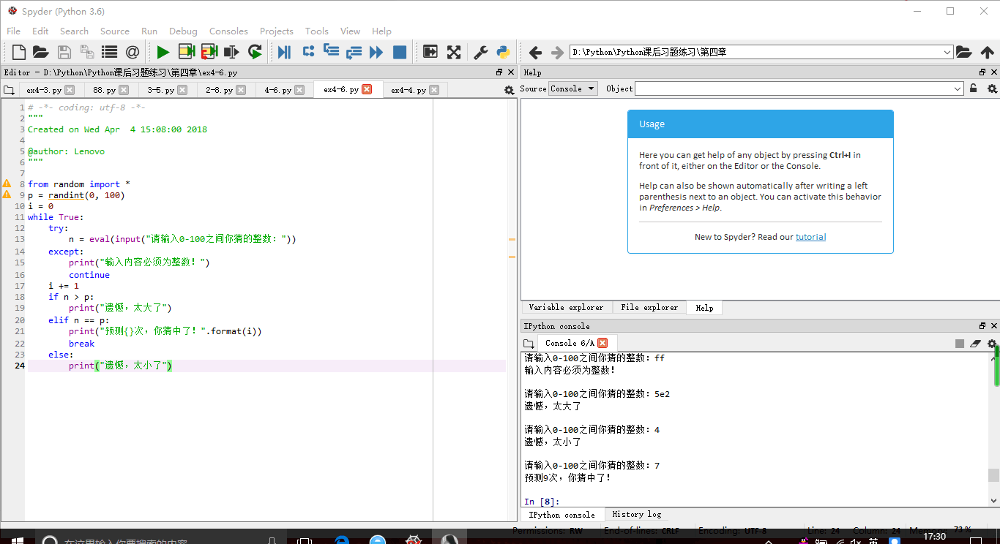 Spyder (Python 3.6)
File Edit Search Source Run Debug Consoles Projects Tools View Help
D:\Python\Python课后习题练习\第四章
Editor - D:\Python\Python课后习题练习\第四章\ex4-6.py
ex4-3.py 88.py 3-5.py 2-8.py 4-6.py ex4-6.py ex4-4.py
1 # -*- coding: utf-8 -*-
2 """
3 Created on Wed Apr  4 15:08:00 2018
4
5 @author: Lenovo
6 """
7
8 from random import *
9 p = randint(0, 100)
10 i = 0
11 while True:
12     try:
13         n = eval(input("请输入0-100之间你猜的整数: "))
14     except:
15         print("输入内容必须为整数! ")
16         continue
17     i += 1
18     if n > p:
19         print("遗憾，太大了")
20     elif n == p:
21         print("预测{}次，你猜中了! ".format(i))
22         break
23     else:
24         print("遗憾，太小了")
Help
Source Console Object
Usage
Here you can get help of any object by pressing Ctrl+I in
front of it, either on the Editor or the Console.
Help can also be shown automatically after writing a left
parenthesis next to an object. You can activate this behavior
in Preferences > Help.
New to Spyder? Read our tutorial
Variable explorer File explorer Help
IPython console
Console 6/A
请输入0-100之间你猜的整数: ff
输入内容必须为整数!
请输入0-100之间你猜的整数: 5e2
遗憾，太大了
请输入0-100之间你猜的整数: 4
遗憾，太小了
请输入0-100之间你猜的整数: 7
预测9次，你猜中了!
In [8]:
IPython console History log
Permissions: RW End-of-lines: CRLF Encoding: UTF-8 Line: 24 Column: 24 Memory: 73 %
在这里输入你要搜索的内容
英
17:30